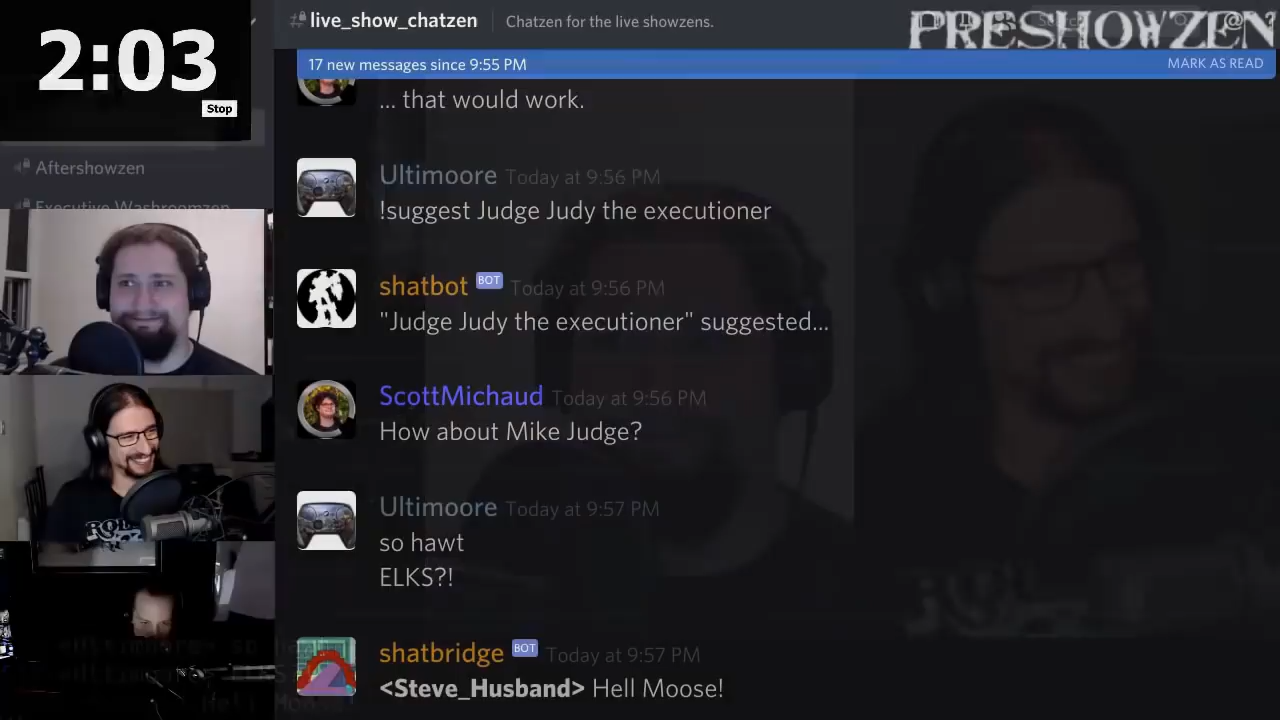 2:03
Stop
live_show_chatzen
Chatzen for the live showzens.
PRESHOWZEN
17 new messages since 9:55 PM
MARK AS READ
... that would work.
Aftershowzen
Executive Washroomzen
Ultimoore Today at 9:56 PM
!suggest Judge Judy the executioner
shatbot BOT Today at 9:56 PM
"Judge Judy the executioner" suggested...
ScottMichaud Today at 9:56 PM
How about Mike Judge?
Ultimoore Today at 9:57 PM
so hawt
ELKS?!
shatbridge BOT Today at 9:57 PM
<Steve_Husband> Hell Moose!